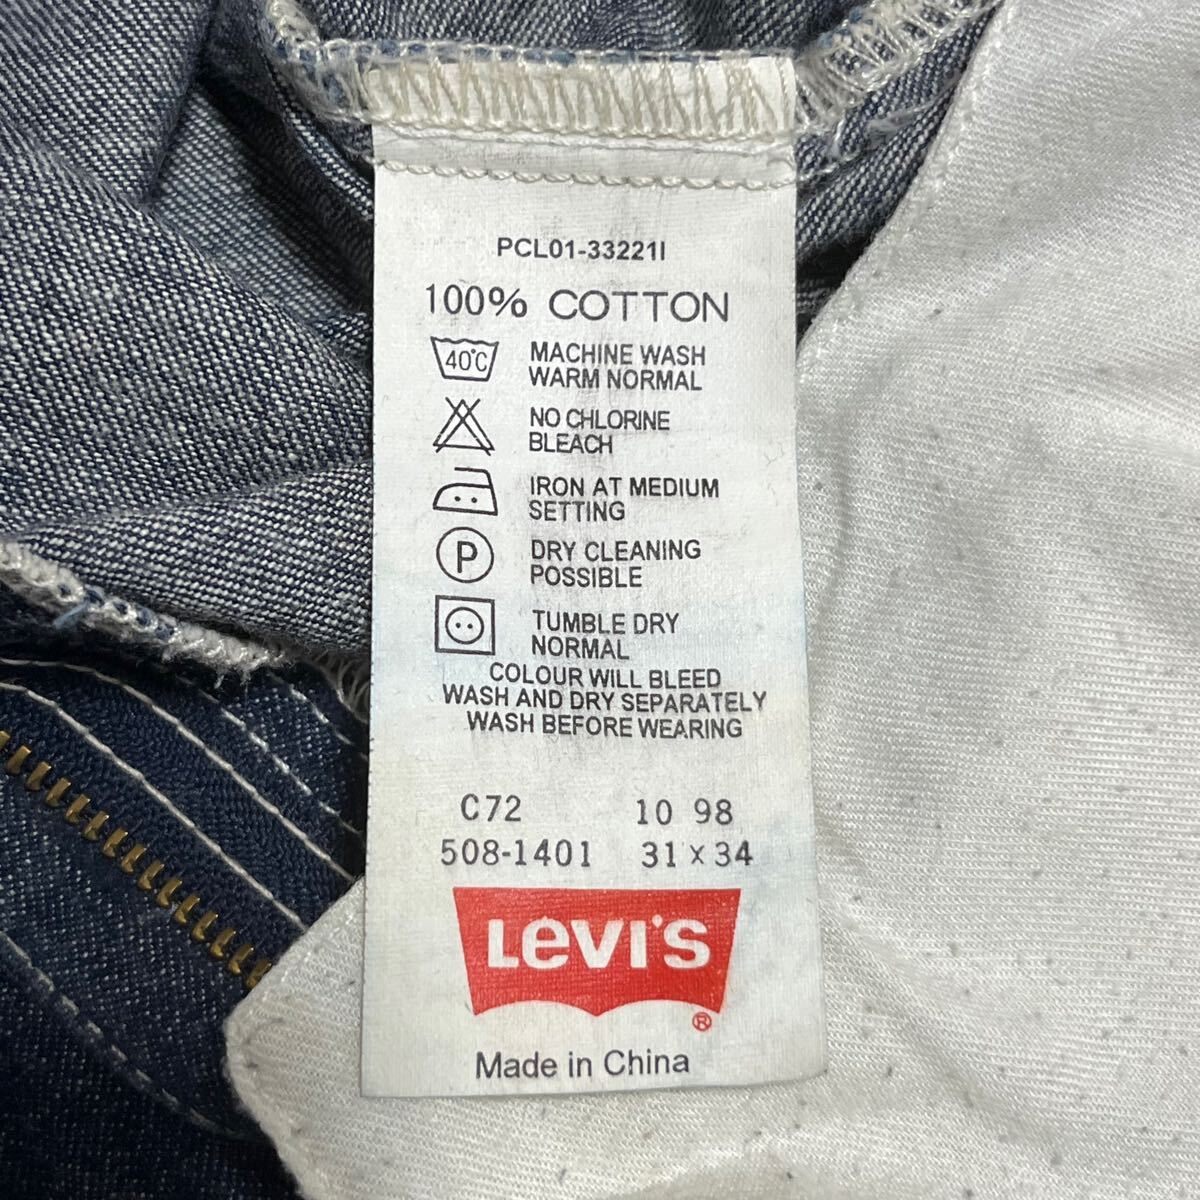 PCL01-33221I
100% COTTON
40°C MACHINE WASH
WARM NORMAL
NO CHLORINE
BLEACH
IRON AT MEDIUM
SETTING
P DRY CLEANING
POSSIBLE
TUMBLE DRY
NORMAL
COLOUR WILL BLEED
WASH AND DRY SEPARATELY
WASH BEFORE WEARING
C72 10 98
508-1401 31×34
Levi's
®
Made in China